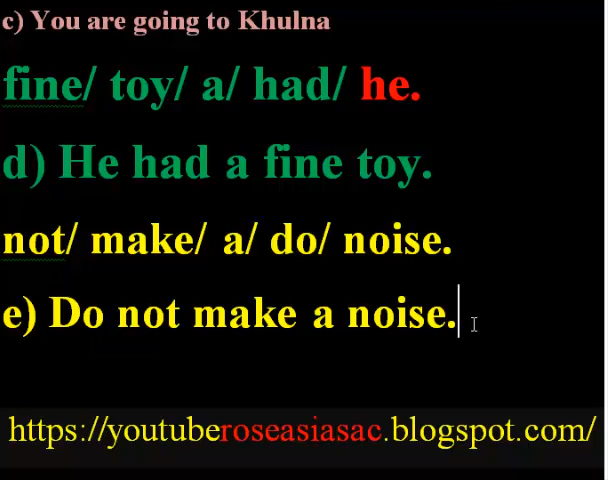 c) You are going to Khulna
fine/ toy/ a/ had/ he.
d) He had a fine toy.
not/ make/ a/ do/ noise.
e) Do not make a noise.
https://youtuberoseasiasac.blogspot.com/